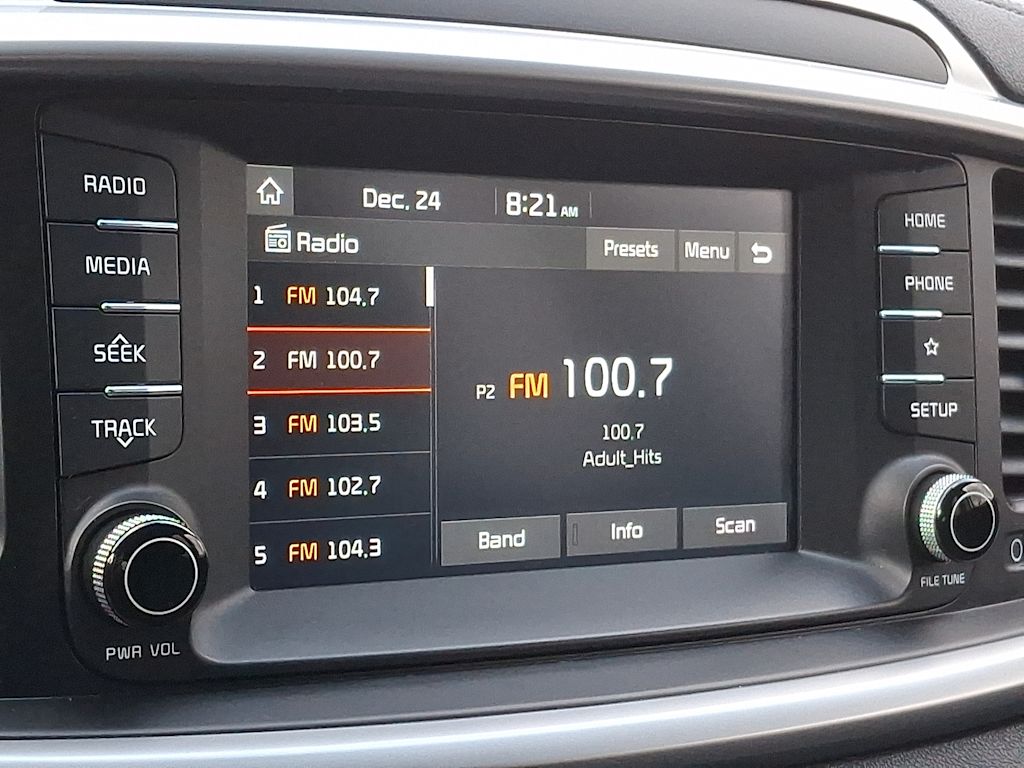 RADIO
MEDIA
SEEK
TRACK
PWR VOL
Dec. 24 8:21 AM
Radio Presets Menu
1 FM 104.7
2 FM 100.7
3 FM 103.5
4 FM 102.7
5 FM 104.3
P2 FM 100.7
100.7
Adult_Hits
Band Info Scan
HOME
PHONE
SETUP
FILE TUNE